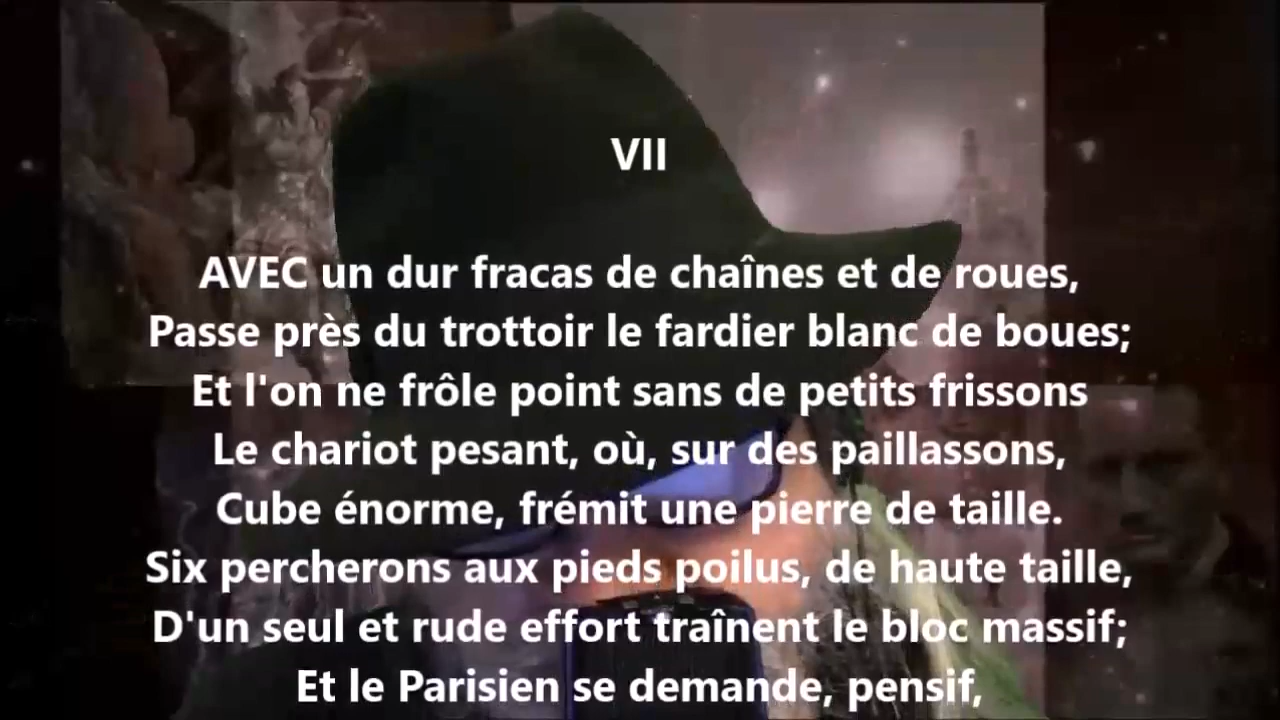 VII
AVEC un dur fracas de chaînes et de roues,
Passe près du trottoir le fardier blanc de boues;
Et l'on ne frôle point sans de petits frissons
Le chariot pesant, où, sur des paillassons,
Cube énorme, frémit une pierre de taille.
Six percherons aux pieds poilus, de haute taille,
D'un seul et rude effort traînent le bloc massif;
Et le Parisien se demande, pensif,